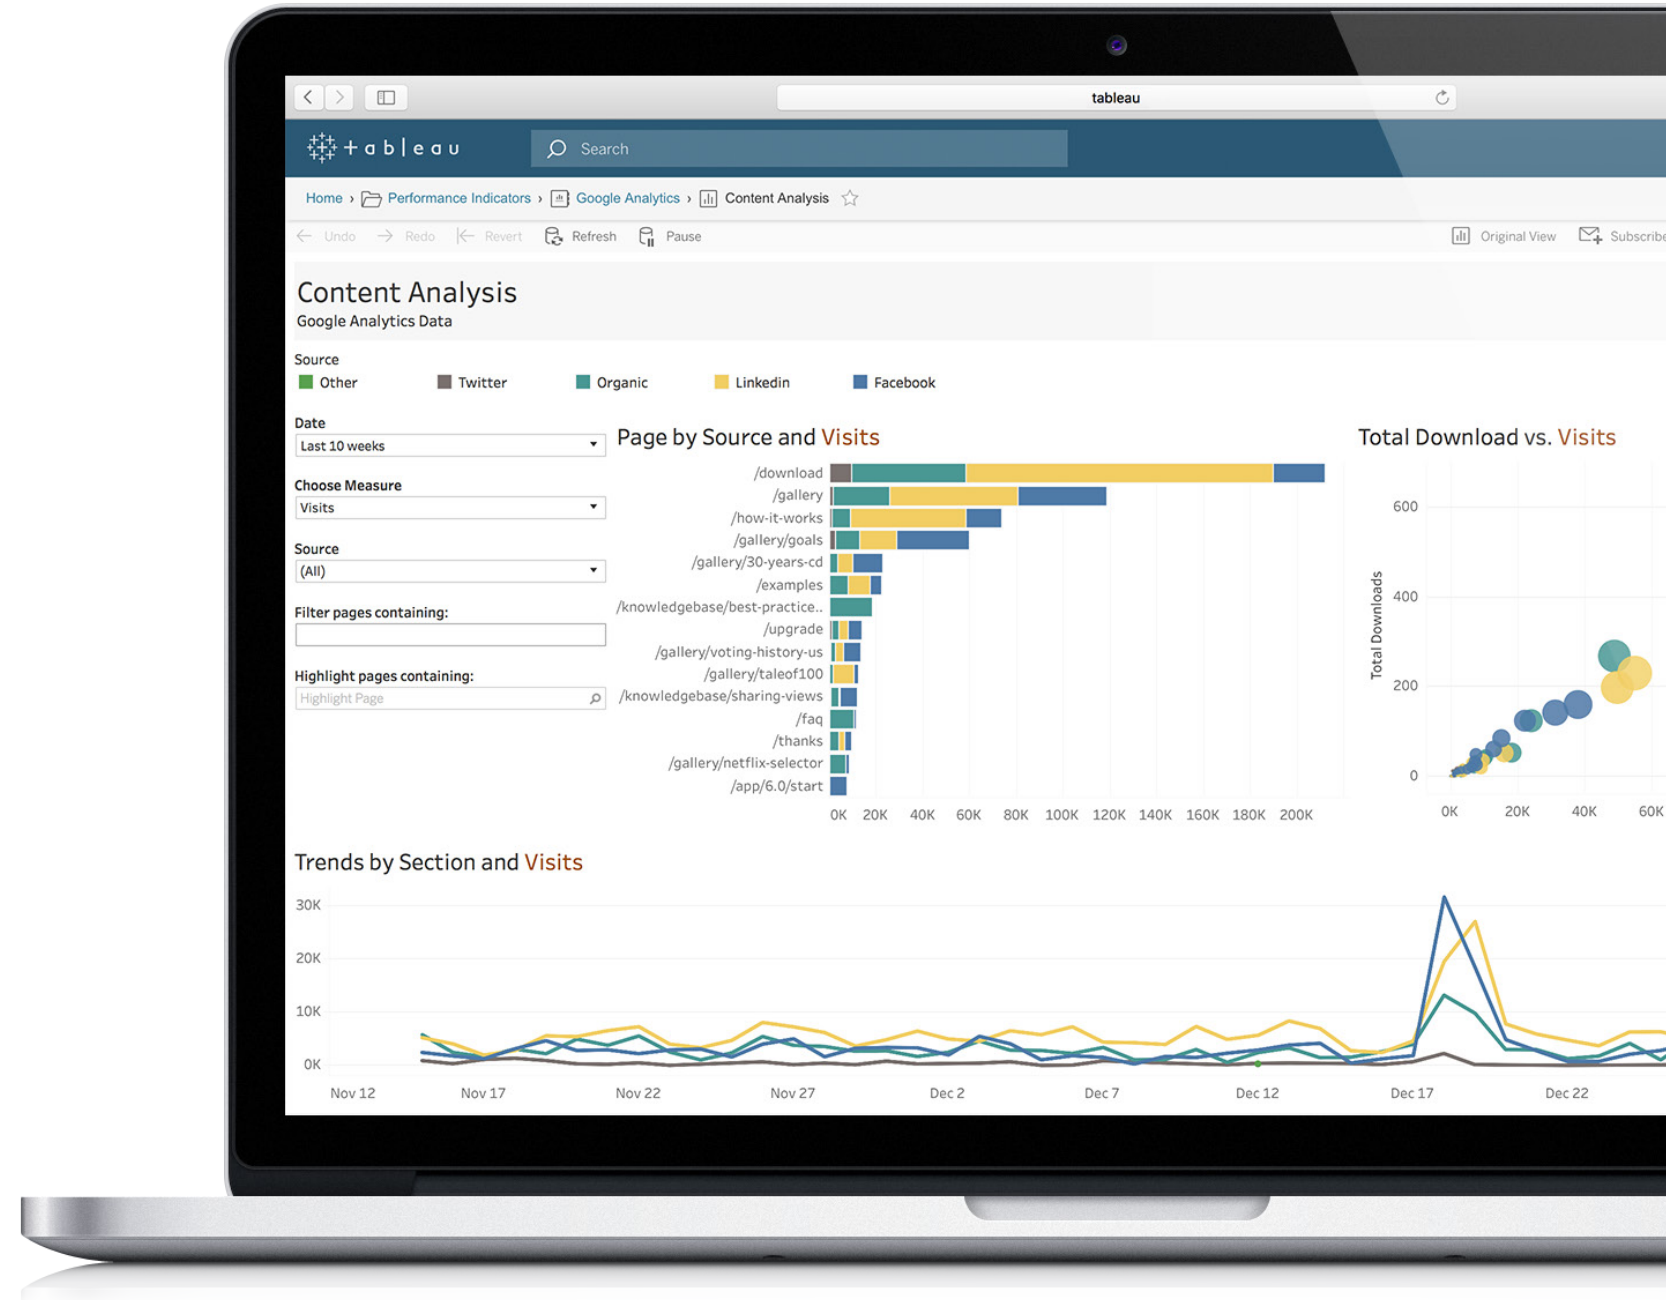 tableau
+ableau
Search
Home › Performance Indicators › Google Analytics › Content Analysis
Undo Redo Revert Refresh Pause Original View Subscribe
Content Analysis
Google Analytics Data
Source
Other Twitter Organic Linkedin Facebook
Date
Last 10 weeks
Choose Measure
Visits
Source
(All)
Filter pages containing:
Highlight pages containing:
Highlight Page
Page by Source and Visits
/download
/gallery
/how-it-works
/gallery/goals
/gallery/30-years-cd
/examples
/knowledgebase/best-practice..
/upgrade
/gallery/voting-history-us
/gallery/taleof100
/knowledgebase/sharing-views
/faq
/thanks
/gallery/netflix-selector
/app/6.0/start
0K 20K 40K 60K 80K 100K 120K 140K 160K 180K 200K
Total Download vs. Visits
Total Downloads
600
400
200
0
0K 20K 40K 60K
Trends by Section and Visits
30K
20K
10K
0K
Nov 12 Nov 17 Nov 22 Nov 27 Dec 2 Dec 7 Dec 12 Dec 17 Dec 22